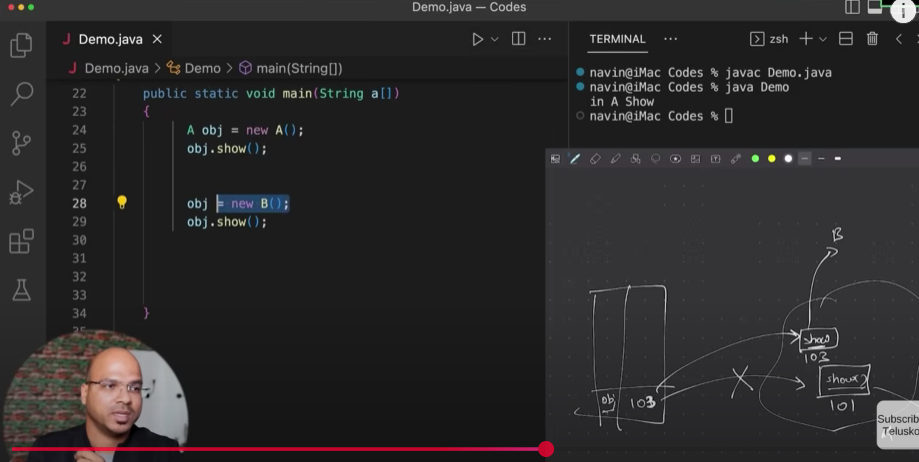 Demo.java — Codes
Demo.java
Demo.java > Demo > main(String[])
22 public static void main(String a[])
23 {
24 A obj = new A();
25 obj.show();
26
27
28 obj = new B();
29 obj.show();
30
31
32
33
34 }
35
TERMINAL
zsh
navin@iMac Codes % javac Demo.java
navin@iMac Codes % java Demo
in A Show
navin@iMac Codes %
B
show
103
show()
101
obj 103
Subscrib
Telusko